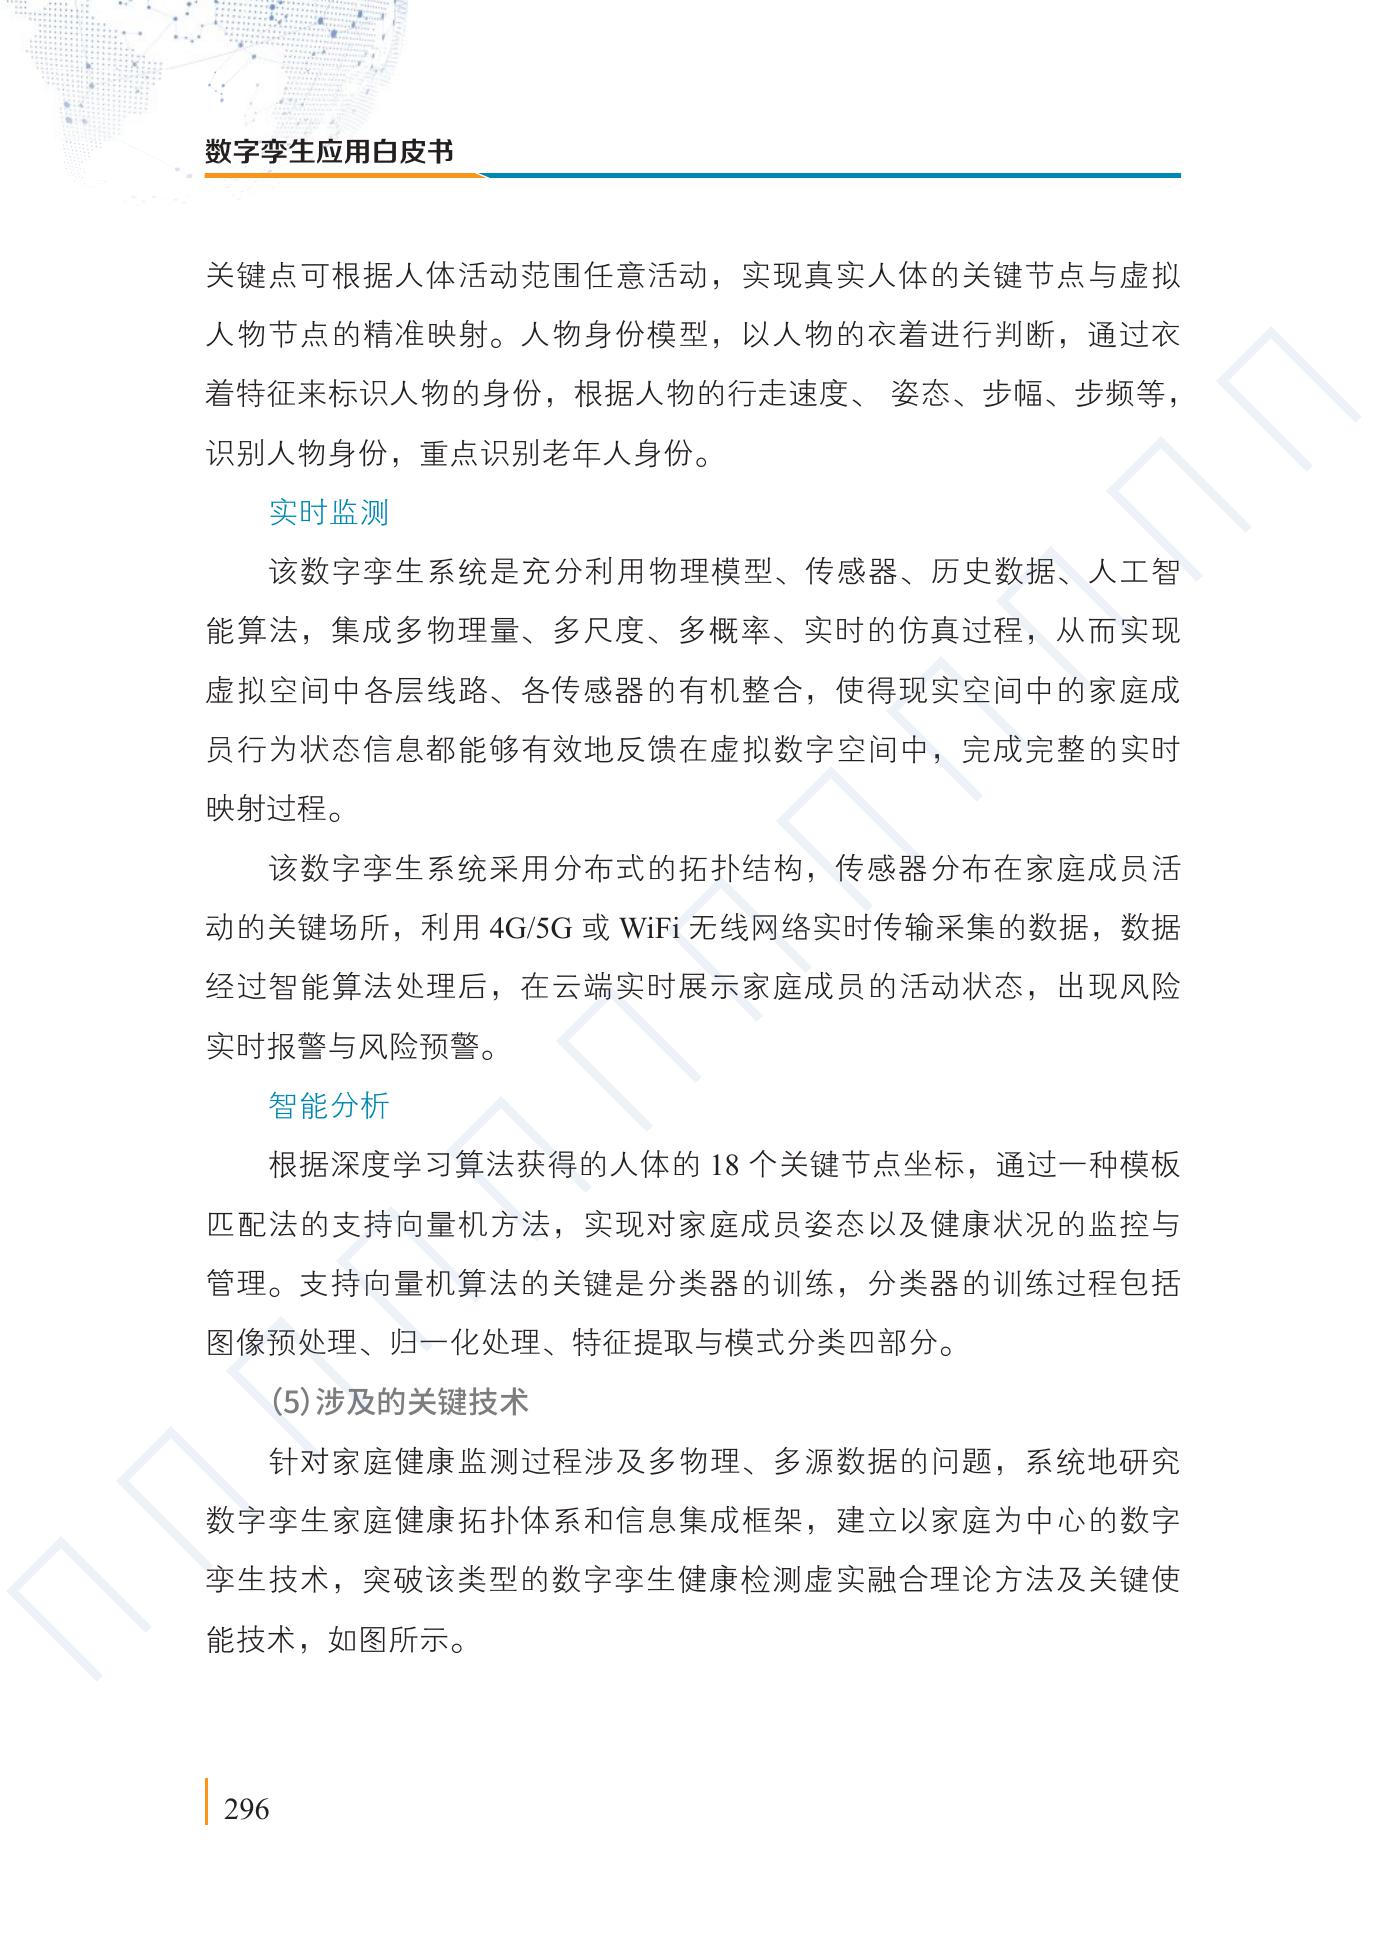 数字孪生应用白皮书
关键点可根据人体活动范围任意活动，实现真实人体的关键节点与虚拟
人物节点的精准映射。人物身份模型，以人物的衣着进行判断，通过衣
着特征来标识人物的身份，根据人物的行走速度、 姿态、步幅、步频等，
识别人物身份，重点识别老年人身份。
实时监测
该数字孪生系统是充分利用物理模型、传感器、历史数据、人工智
能算法，集成多物理量、多尺度、多概率、实时的仿真过程，从而实现
虚拟空间中各层线路、各传感器的有机整合，使得现实空间中的家庭成
员行为状态信息都能够有效地反馈在虚拟数字空间中，完成完整的实时
映射过程。
该数字孪生系统采用分布式的拓扑结构，传感器分布在家庭成员活
动的关键场所，利用 4G/5G 或 WiFi 无线网络实时传输采集的数据，数据
经过智能算法处理后，在云端实时展示家庭成员的活动状态，出现风险
实时报警与风险预警。
智能分析
根据深度学习算法获得的人体的 18 个关键节点坐标，通过一种模板
匹配法的支持向量机方法，实现对家庭成员姿态以及健康状况的监控与
管理。支持向量机算法的关键是分类器的训练，分类器的训练过程包括
图像预处理、归一化处理、特征提取与模式分类四部分。
（5）涉及的关键技术
针对家庭健康监测过程涉及多物理、多源数据的问题，系统地研究
数字孪生家庭健康拓扑体系和信息集成框架，建立以家庭为中心的数字
孪生技术，突破该类型的数字孪生健康检测虚实融合理论方法及关键使
能技术，如图所示。
296